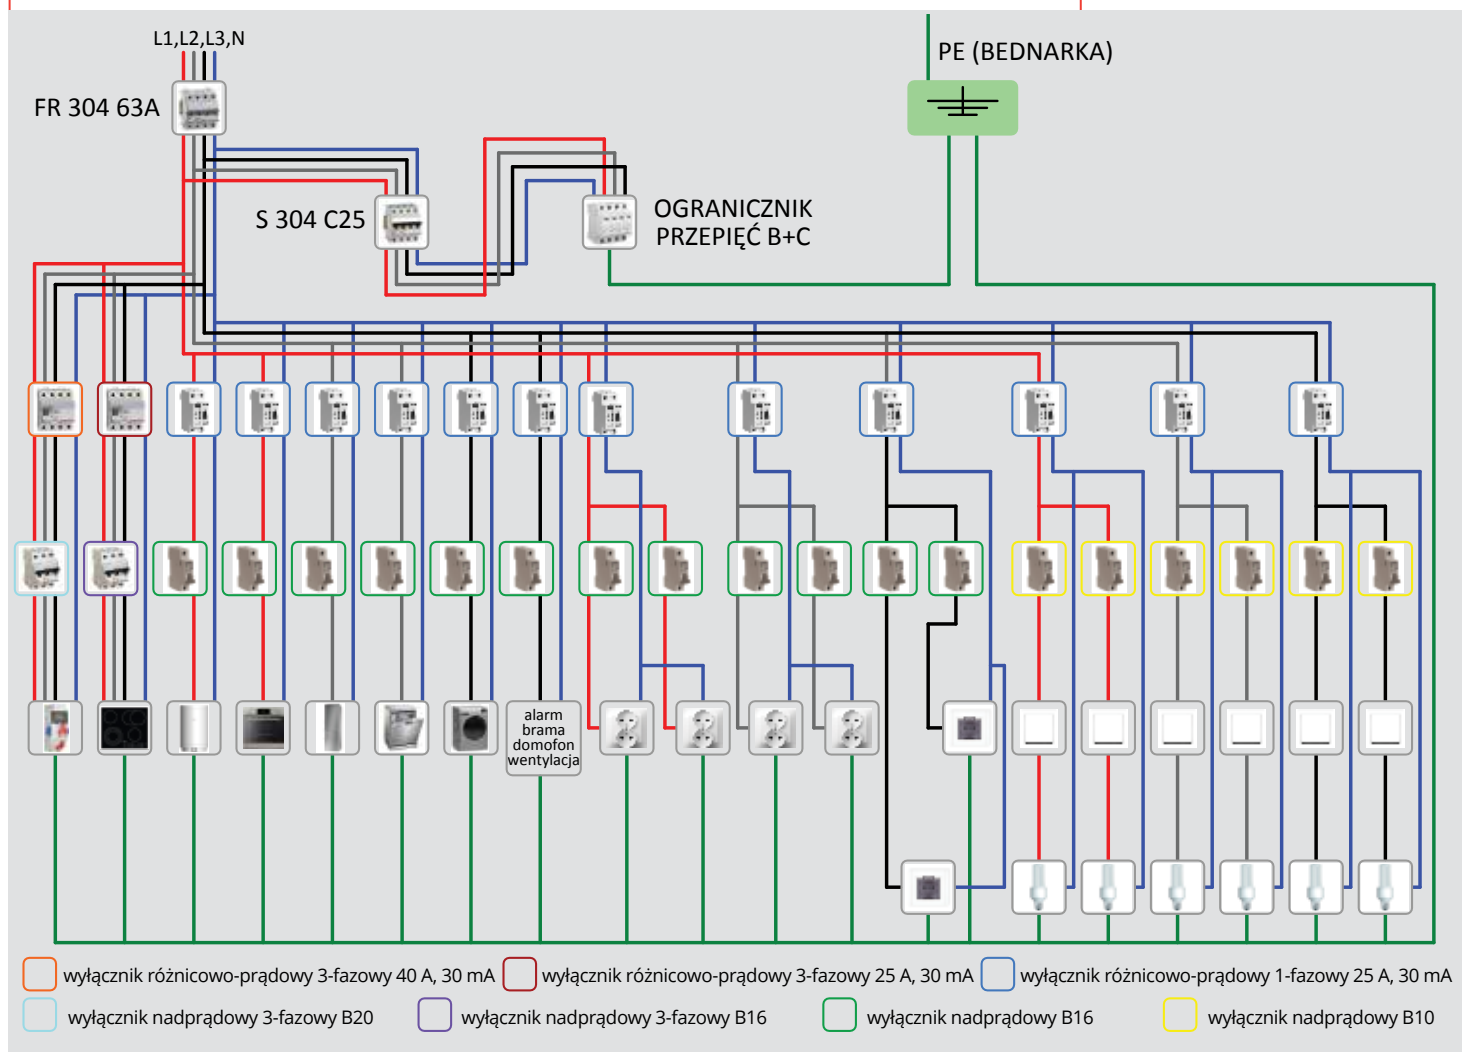 L1,L2,L3,N
PE (BEDNARKA)
FR 304 63A
S 304 C25
OGRANICZNIK
PRZEPIĘĆ B+C
alarm
brama
domofon
wentylacja
wyłącznik różnicowo-prądowy 3-fazowy 40 A, 30 mA
wyłącznik różnicowo-prądowy 3-fazowy 25 A, 30 mA
wyłącznik różnicowo-prądowy 1-fazowy 25 A, 30 mA
wyłącznik nadprądowy 3-fazowy B20
wyłącznik nadprądowy 3-fazowy B16
wyłącznik nadprądowy B16
wyłącznik nadprądowy B10